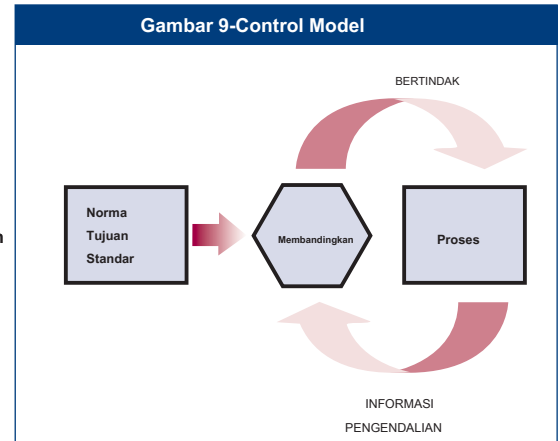 Gambar 9-Control Model
BERTINDAK
Norma
Tujuan
Standar
Membandingkan
Proses
n
INFORMASI
PENGENDALIAN